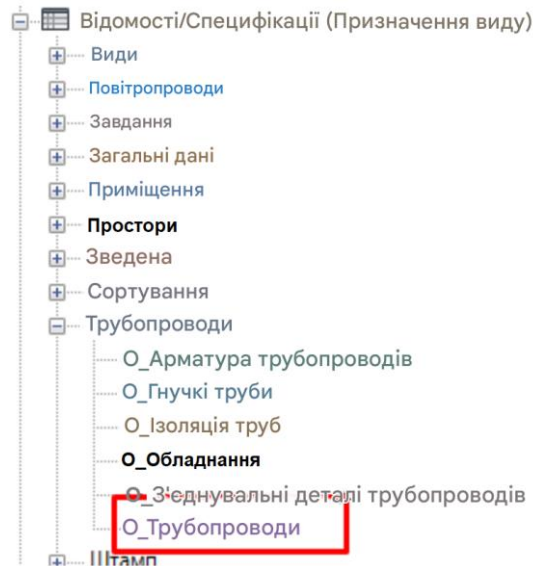 Відомості/Специфікації (Призначення виду)
Види
Повітропроводи
Завдання
Загальні дані
Приміщення
Простори
Зведена
Сортування
Трубопроводи
О_Арматура трубопроводів
О_Гнучкі труби
О_Ізоляція труб
О_Обладнання
О_З'єднувальні деталі трубопроводів
О_Трубопроводи
Штамп